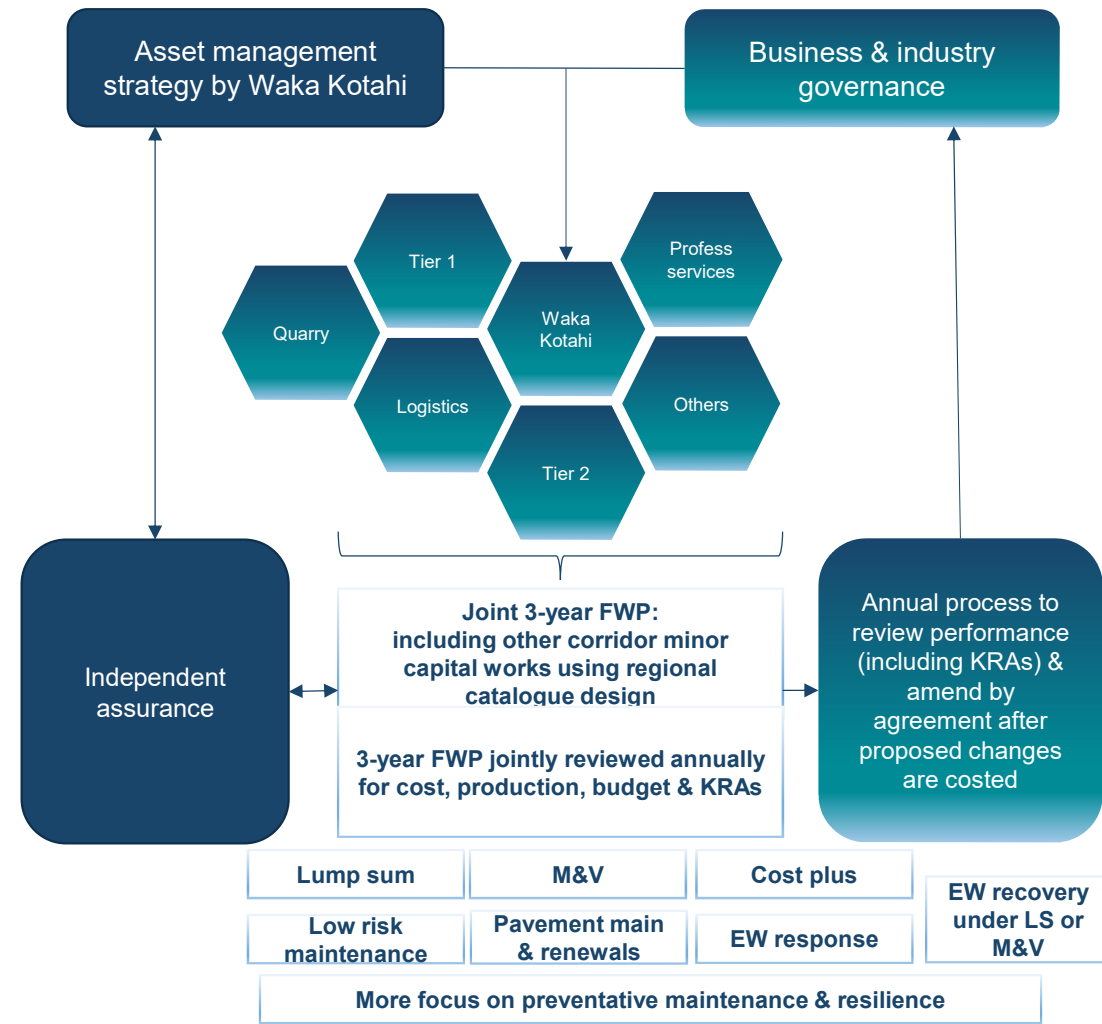 Asset management
strategy by Waka Kotahi
Business & industry
governance
Tier 1
Profess
services
Quarry
Waka
Kotahi
Logistics
Others
Tier 2
Independent
assurance
Joint 3-year FWP:
including other corridor minor
capital works using regional
catalogue design
3-year FWP jointly reviewed annually
for cost, production, budget & KRAs
Annual process to
review performance
(including KRAs) &
amend by
agreement after
proposed changes
are costed
Lump sum
M&V
Cost plus
Low risk
maintenance
Pavement main
& renewals
EW response
EW recovery
under LS or
M&V
More focus on preventative maintenance & resilience